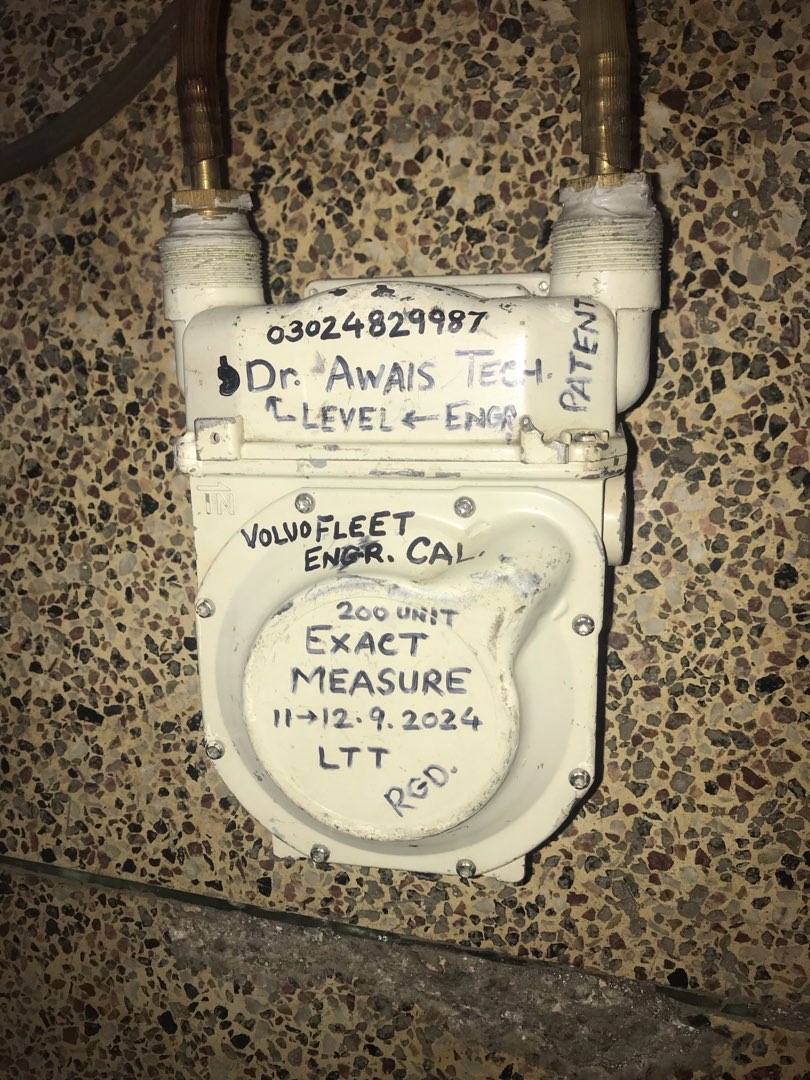 03024829987
Dr. AWAIS TECH.
LEVEL ← ENGR
PATENT
IN
VOLVO FLEET
ENGR. CAL.
200 UNIT
EXACT
MEASURE
11→12.9.2024
LTT
RGD.